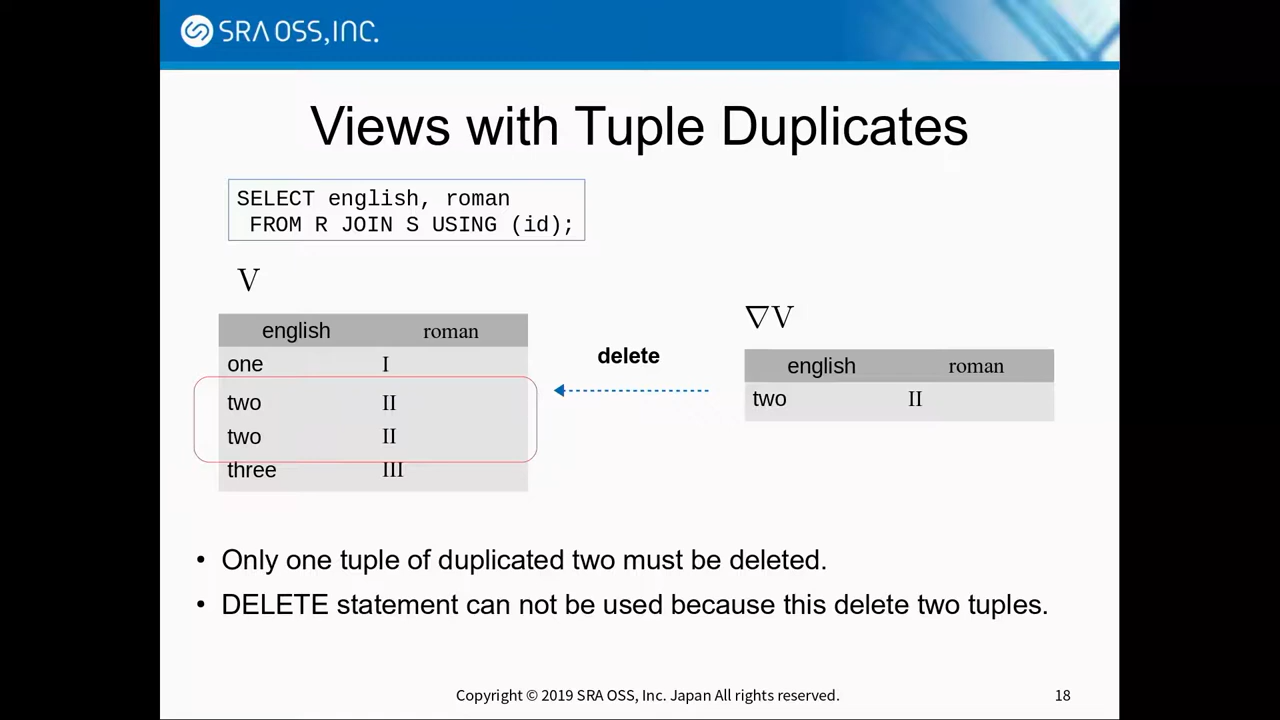 SRA OSS, INC.
Views with Tuple Duplicates
SELECT english, roman
FROM R JOIN S USING (id);
V
english roman
one I
two II
two II
three III
delete
∇V
english roman
two II
• Only one tuple of duplicated two must be deleted.
• DELETE statement can not be used because this delete two tuples.
Copyright © 2019 SRA OSS, Inc. Japan All rights reserved.
18